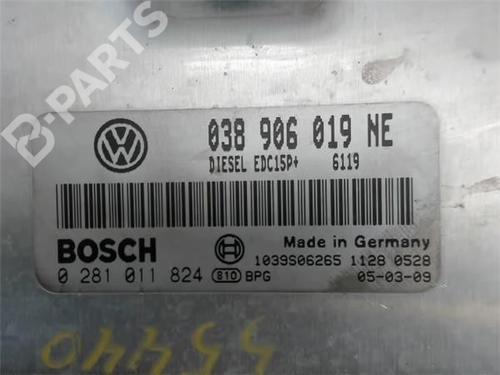 B-PARTS
038 906 019 NE
DIESEL EDC15P+ 6119
BOSCH
Made in Germany
1039S06265 1128 0528
0 281 011 824 810 BPG 05-03-09
55440